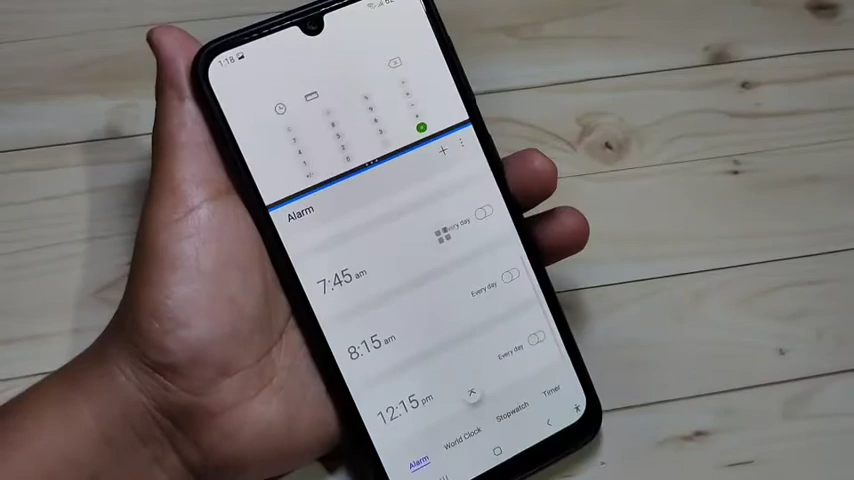 1:18
Alarm
Every day
7:45 am
Every day
8:15 am
Every day
12:15 pm
Alarm World Clock Stopwatch Timer